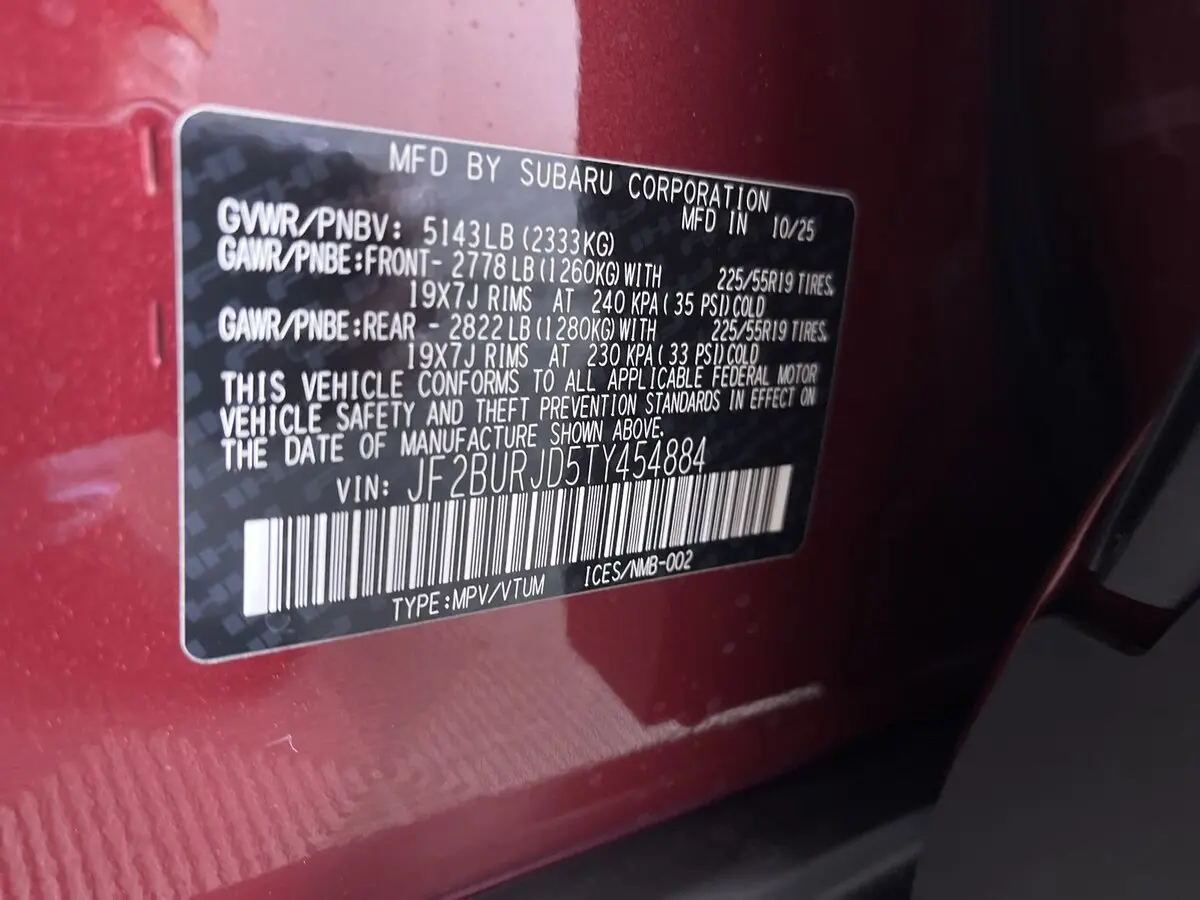 MFD BY SUBARU CORPORATION
MFD IN 10/25
GVWR/PNBV: 5143LB (2333KG)
GAWR/PNBE:FRONT- 2778 LB(1260KG)WITH 225/55R19 TIRES,
19X7J RIMS AT 240 KPA( 35 PSI)COLD
GAWR/PNBE:REAR - 2822 LB(1280KG)WITH 225/55R19 TIRES,
19X7J RIMS AT 230 KPA( 33 PSI)COLD
THIS VEHICLE CONFORMS TO ALL APPLICABLE FEDERAL MOTOR
VEHICLE SAFETY AND THEFT PREVENTION STANDARDS IN EFFECT ON
THE DATE OF MANUFACTURE SHOWN ABOVE.
VIN: JF2BURJD5TY454884
TYPE:MPV/VTUM ICES/NMB-002